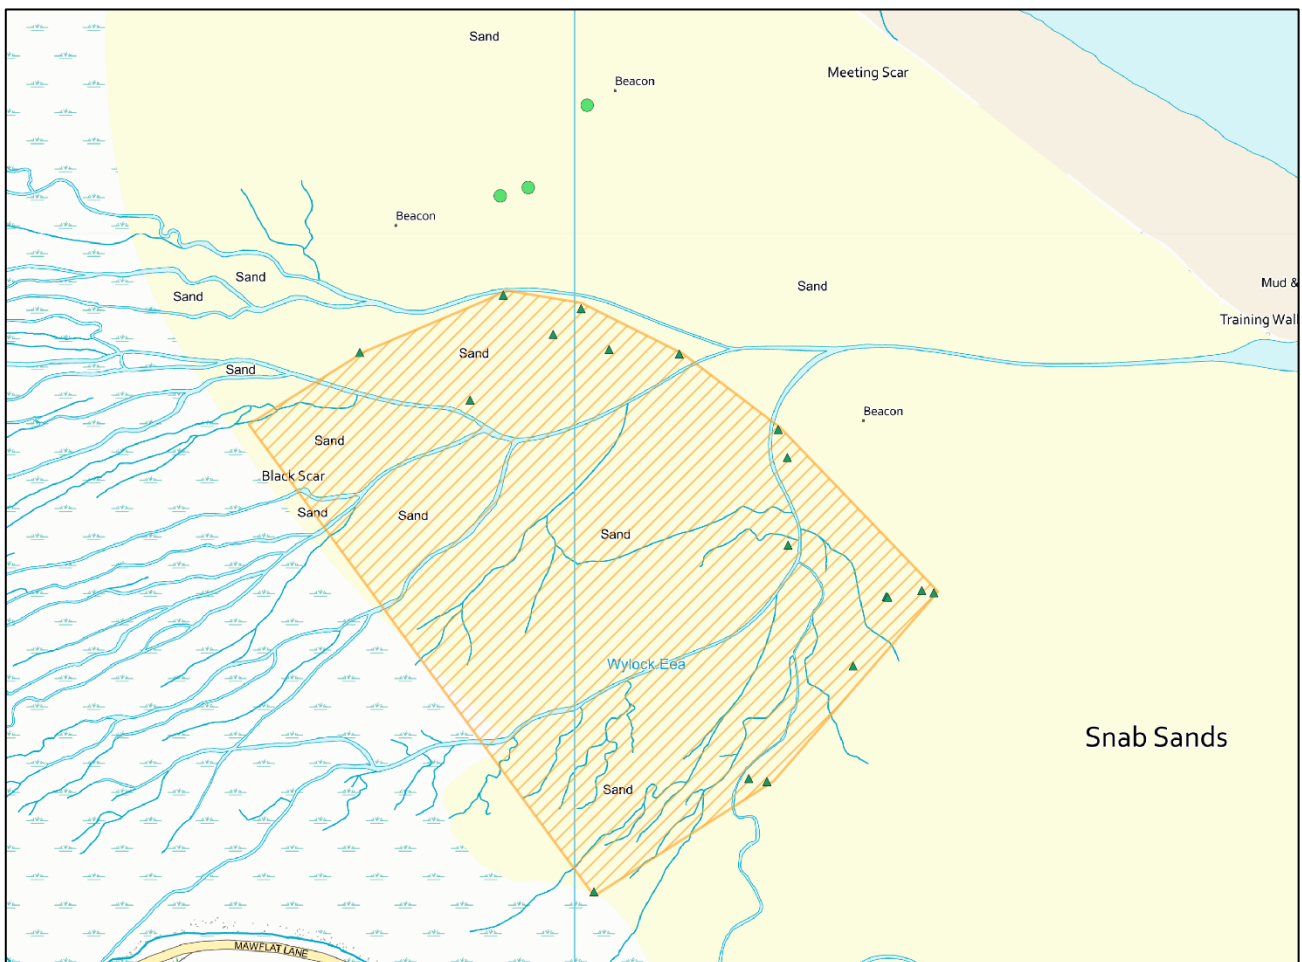 Sand
Meeting Scar
Beacon
Beacon
Sand
Sand
Sand
Mud &
Training Wall
Sand
Sand
Beacon
Sand
Black Scar
Sand
Sand
Sand
Wylock Eea
Snab Sands
Sand
MAWFLAT LANE